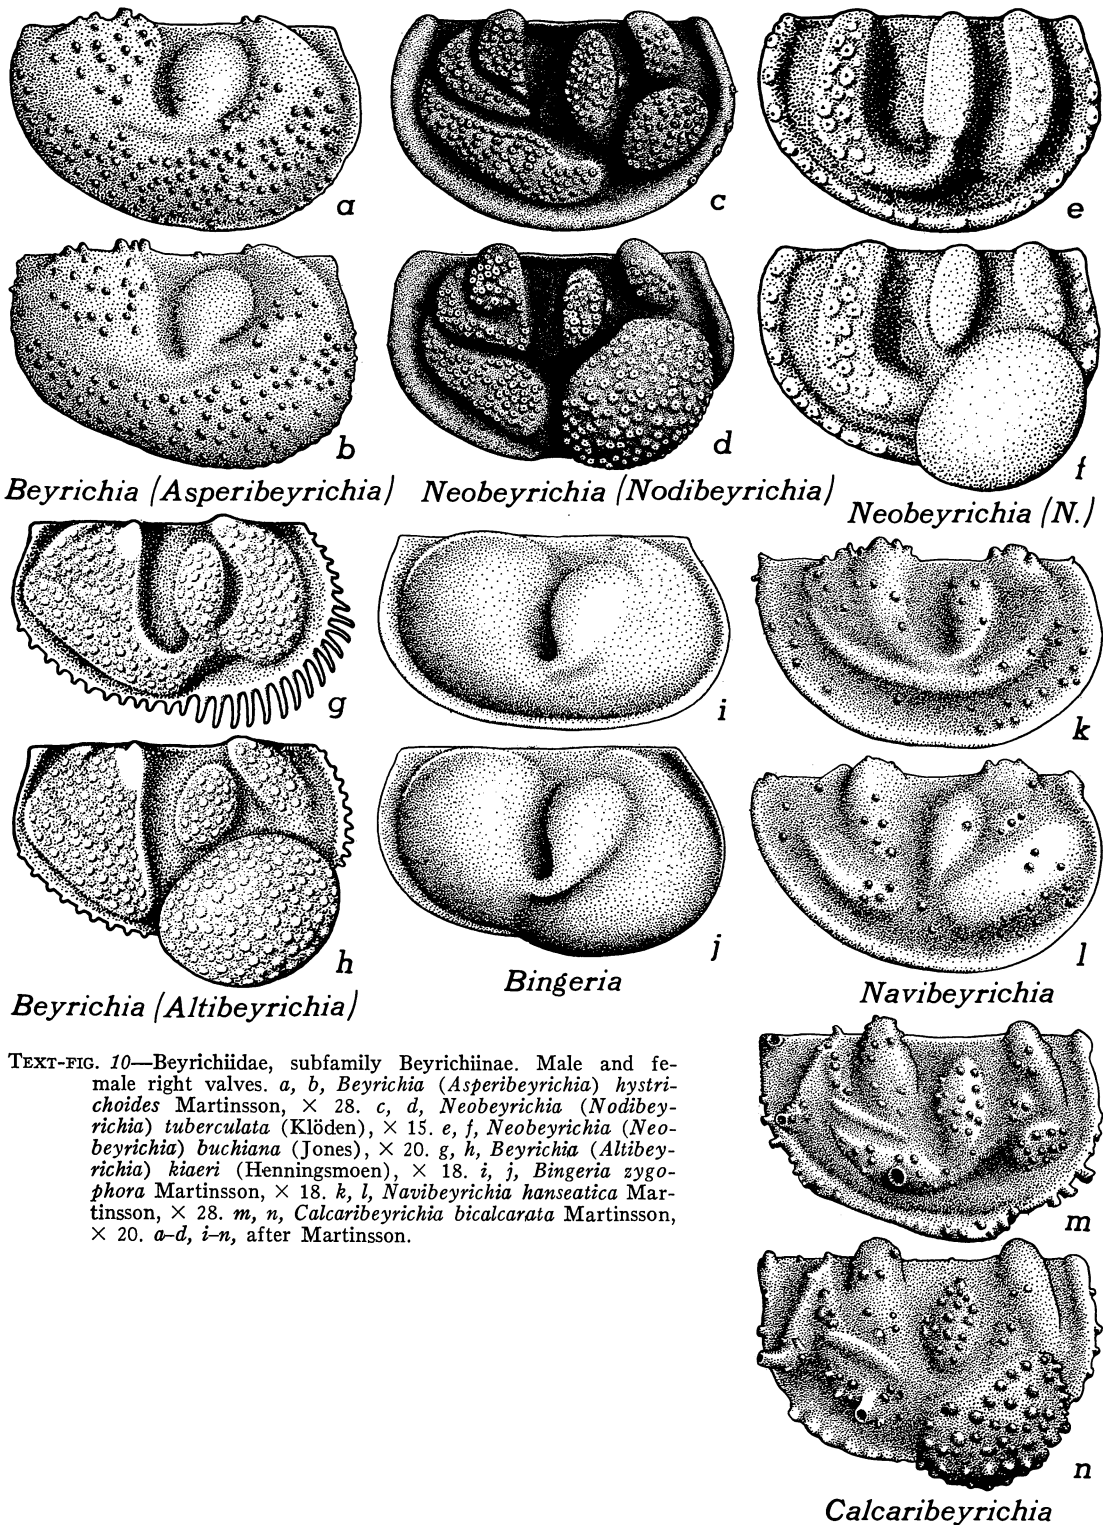 a
c
e
b
d
f
Beyrichia (Asperibeyrichia)
Neobeyrichia (Nodibeyrichia)
Neobeyrichia (N.)
g
i
k
h
j
l
Beyrichia (Altibeyrichia)
Bingeria
Navibeyrichia
TEXT-FIG. 10—Beyrichiidae, subfamily Beyrichiinae. Male and fe-
male right valves. a, b, Beyrichia (Asperibeyrichia) hystri-
choides Martinsson, × 28. c, d, Neobeyrichia (Nodibey-
richia) tuberculata (Klöden), × 15. e, f, Neobeyrichia (Neo-
beyrichia) buchiana (Jones), × 20. g, h, Beyrichia (Altibey-
richia) kiaeri (Henningsmoen), × 18. i, j, Bingeria zygo-
phora Martinsson, × 18. k, l, Navibeyrichia hanseatica Mar-
tinsson, × 28. m, n, Calcaribeyrichia bicalcarata Martinsson,
× 20. a-d, i-n, after Martinsson.
m
n
Calcaribeyrichia